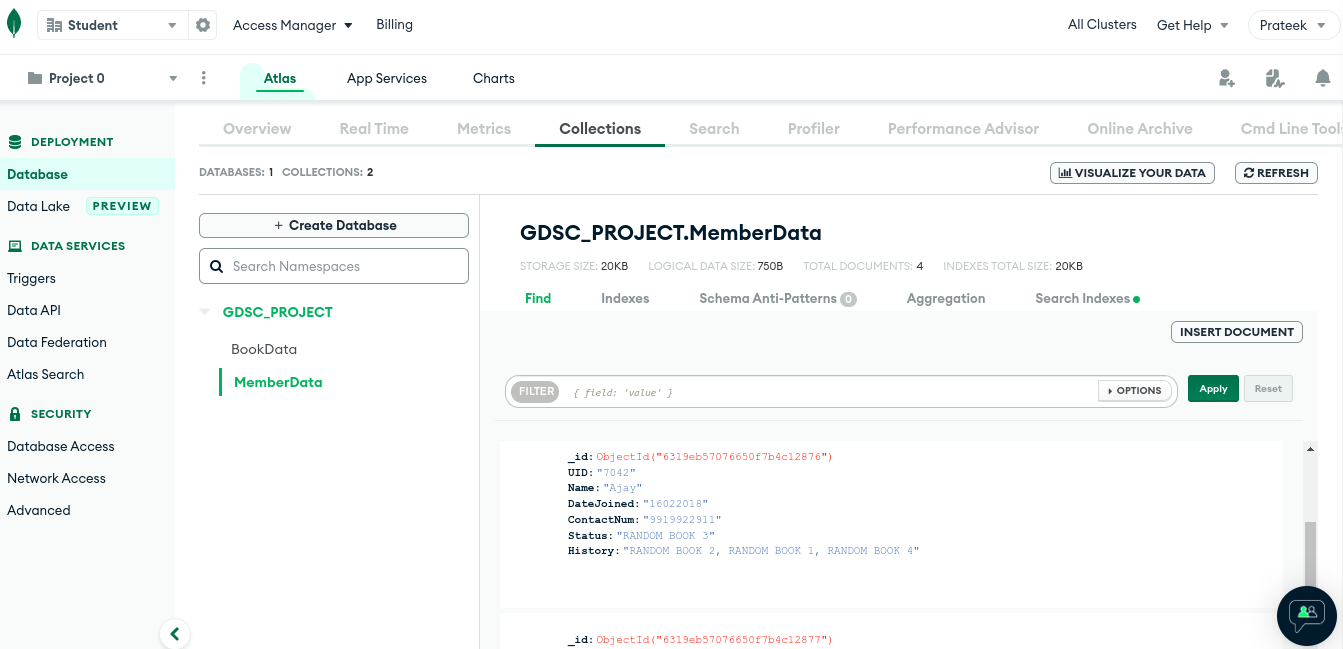 Student Access Manager Billing All Clusters Get Help Prateek
Project 0 Atlas App Services Charts
Overview Real Time Metrics Collections Search Profiler Performance Advisor Online Archive Cmd Line Tools
DEPLOYMENT
Database
Data Lake PREVIEW
DATA SERVICES
Triggers
Data API
Data Federation
Atlas Search
SECURITY
Database Access
Network Access
Advanced
DATABASES: 1 COLLECTIONS: 2
VISUALIZE YOUR DATA REFRESH
+ Create Database
Search Namespaces
GDSC_PROJECT
BookData
MemberData
GDSC_PROJECT.MemberData
STORAGE SIZE: 20KB LOGICAL DATA SIZE: 750B TOTAL DOCUMENTS: 4 INDEXES TOTAL SIZE: 20KB
Find Indexes Schema Anti-Patterns 0 Aggregation Search Indexes
INSERT DOCUMENT
FILTER { field: 'value' } OPTIONS Apply Reset
_id: ObjectId("6319eb57076650f7b4c12876")
UID: "7042"
Name: "Ajay"
DateJoined: "16022018"
ContactNum: "9919922911"
Status: "RANDOM BOOK 3"
History: "RANDOM BOOK 2, RANDOM BOOK 1, RANDOM BOOK 4"
_id: ObjectId("6319eb57076650f7b4c12877")